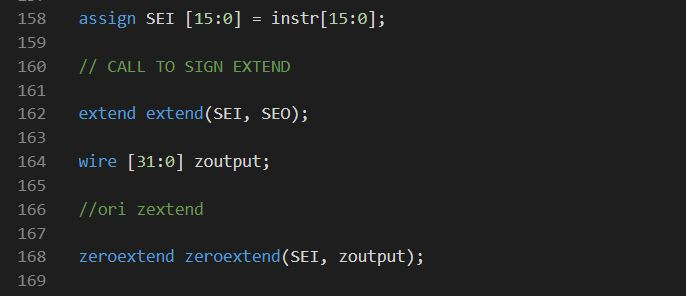 158 assign SEI [15:0] = instr[15:0];
159
160 // CALL TO SIGN EXTEND
161
162 extend extend(SEI, SEO);
163
164 wire [31:0] zoutput;
165
166 //ori zextend
167
168 zeroextend zeroextend(SEI, zoutput);
169